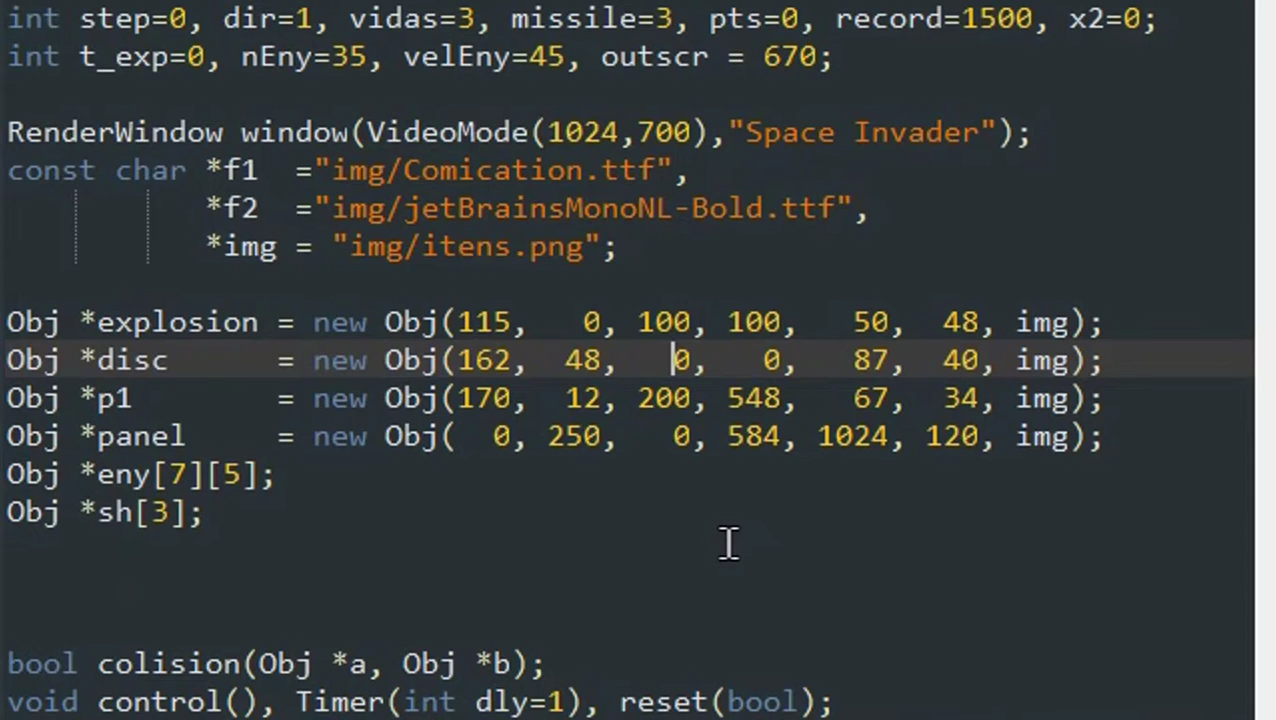 int step=0, dir=1, vidas=3, missile=3, pts=0, record=1500, x2=0;
int t_exp=0, nEny=35, velEny=45, outscr = 670;
RenderWindow window(VideoMode(1024,700),"Space Invader");
const char *f1  ="img/Comication.ttf",
*f2  ="img/jetBrainsMonoNL-Bold.ttf",
*img = "img/itens.png";
Obj *explosion = new Obj(115,   0, 100, 100,   50,  48, img);
Obj *disc      = new Obj(162,  48,   0,   0,   87,  40, img);
Obj *p1        = new Obj(170,  12, 200, 548,   67,  34, img);
Obj *panel     = new Obj(  0, 250,   0, 584, 1024, 120, img);
Obj *eny[7][5];
Obj *sh[3];
bool colision(Obj *a, Obj *b);
void control(), Timer(int dly=1), reset(bool);